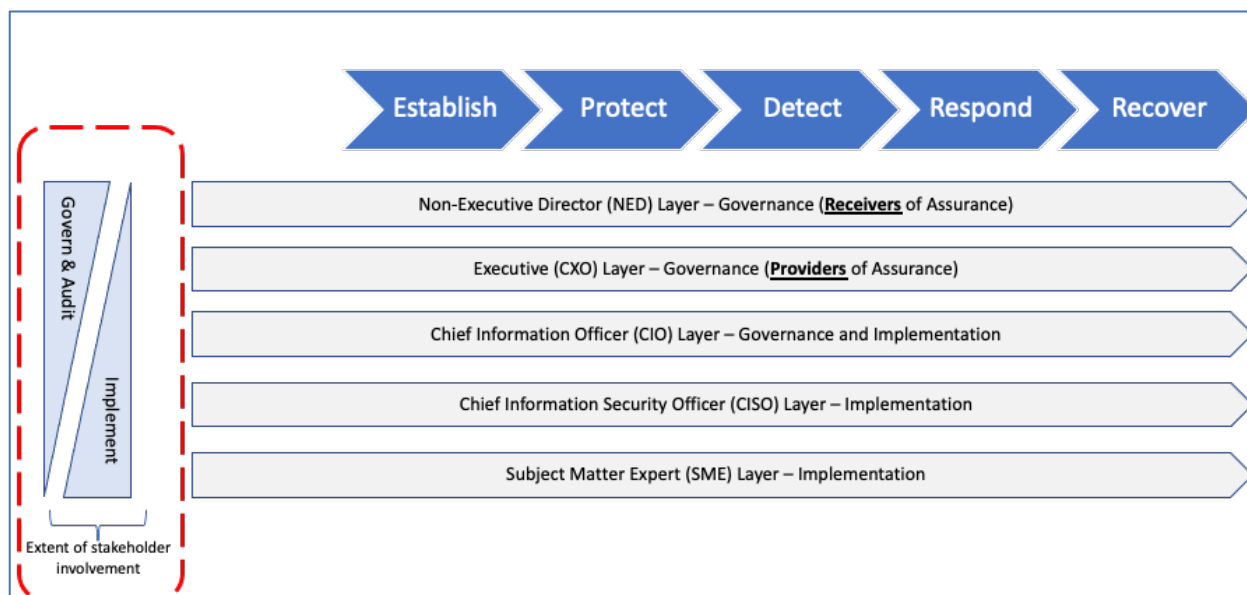 Establish
Protect
Detect
Respond
Recover
Govern & Audit
Implement
Extent of stakeholder
involvement
Non-Executive Director (NED) Layer – Governance (Receivers of Assurance)
Executive (CXO) Layer – Governance (Providers of Assurance)
Chief Information Officer (CIO) Layer – Governance and Implementation
Chief Information Security Officer (CISO) Layer – Implementation
Subject Matter Expert (SME) Layer – Implementation